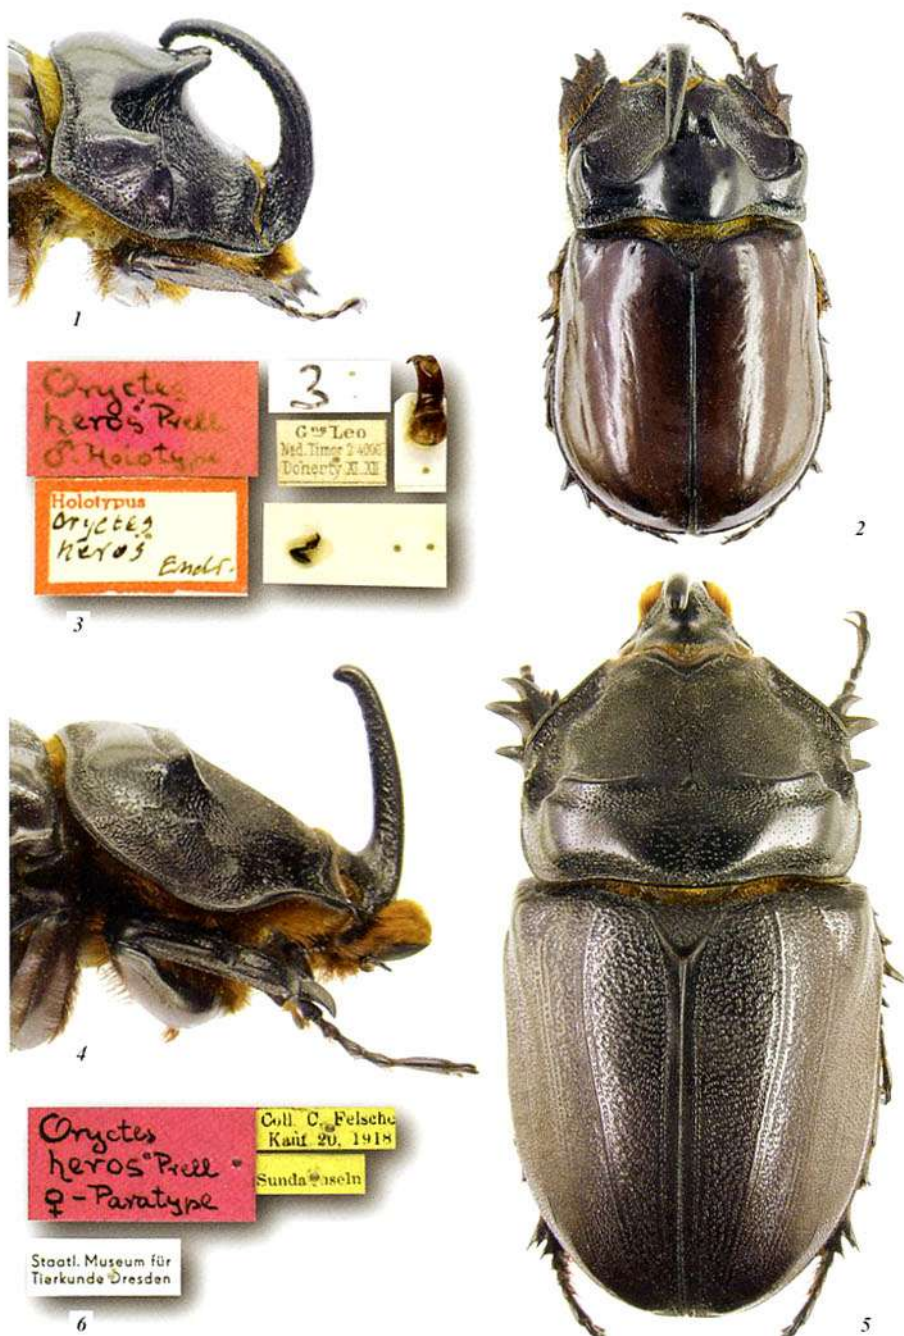 1
2
Oryctes
heros Prell
♂-Holotype
3
Gng Leo
Ned. Timor 2 4000'
Doherty XI.XII
Holotypus
Oryctes
heros
Endr.
3
4
5
Oryctes
heros Prell
♀-Paratype
Coll. C. Felsche
Kauf 20, 1918
Sunda Inseln
Staatl. Museum für
Tierkunde Dresden
6